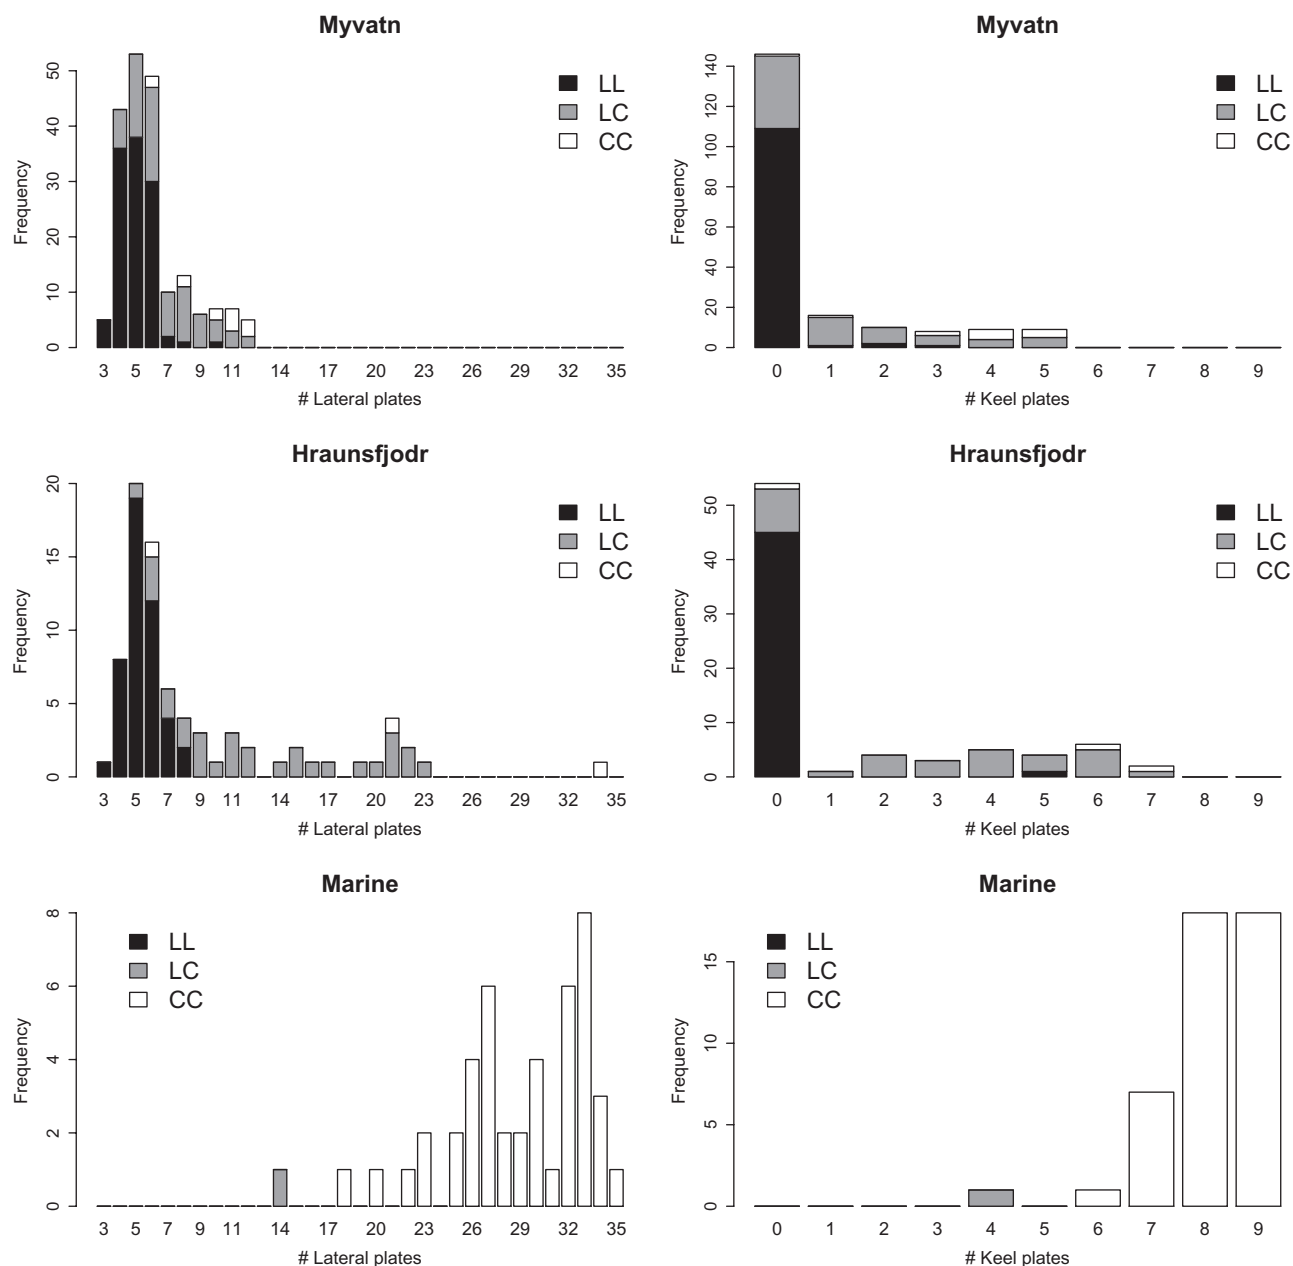 Myvatn
Frequency
0 10 20 30 40 50
LL
LC
CC
3 5 7 9 11 14 17 20 23 26 29 32 35
# Lateral plates
Myvatn
Frequency
0 20 40 60 80 100 120 140
LL
LC
CC
0 1 2 3 4 5 6 7 8 9
# Keel plates
Hraunsfjodr
Frequency
0 5 10 15 20
LL
LC
CC
3 5 7 9 11 14 17 20 23 26 29 32 35
# Lateral plates
Hraunsfjodr
Frequency
0 10 20 30 40 50
LL
LC
CC
0 1 2 3 4 5 6 7 8 9
# Keel plates
Marine
Frequency
0 2 4 6 8
LL
LC
CC
3 5 7 9 11 14 17 20 23 26 29 32 35
# Lateral plates
Marine
Frequency
0 5 10 15
LL
LC
CC
0 1 2 3 4 5 6 7 8 9
# Keel plates